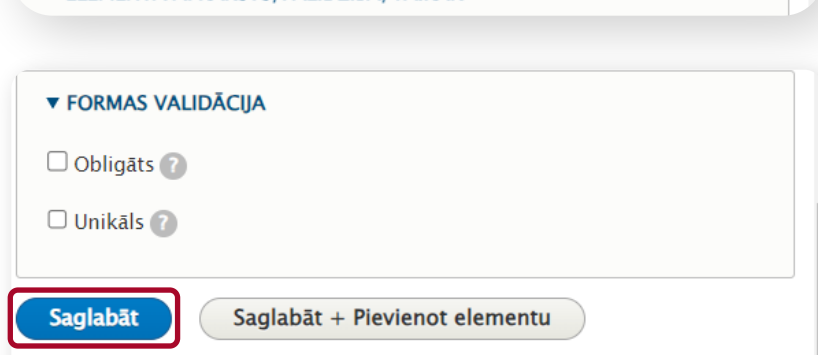 ▼ FORMAS VALIDĀCIJA
Obligāts ?
Unikāls ?
Saglabāt
Saglabāt + Pievienot elementu